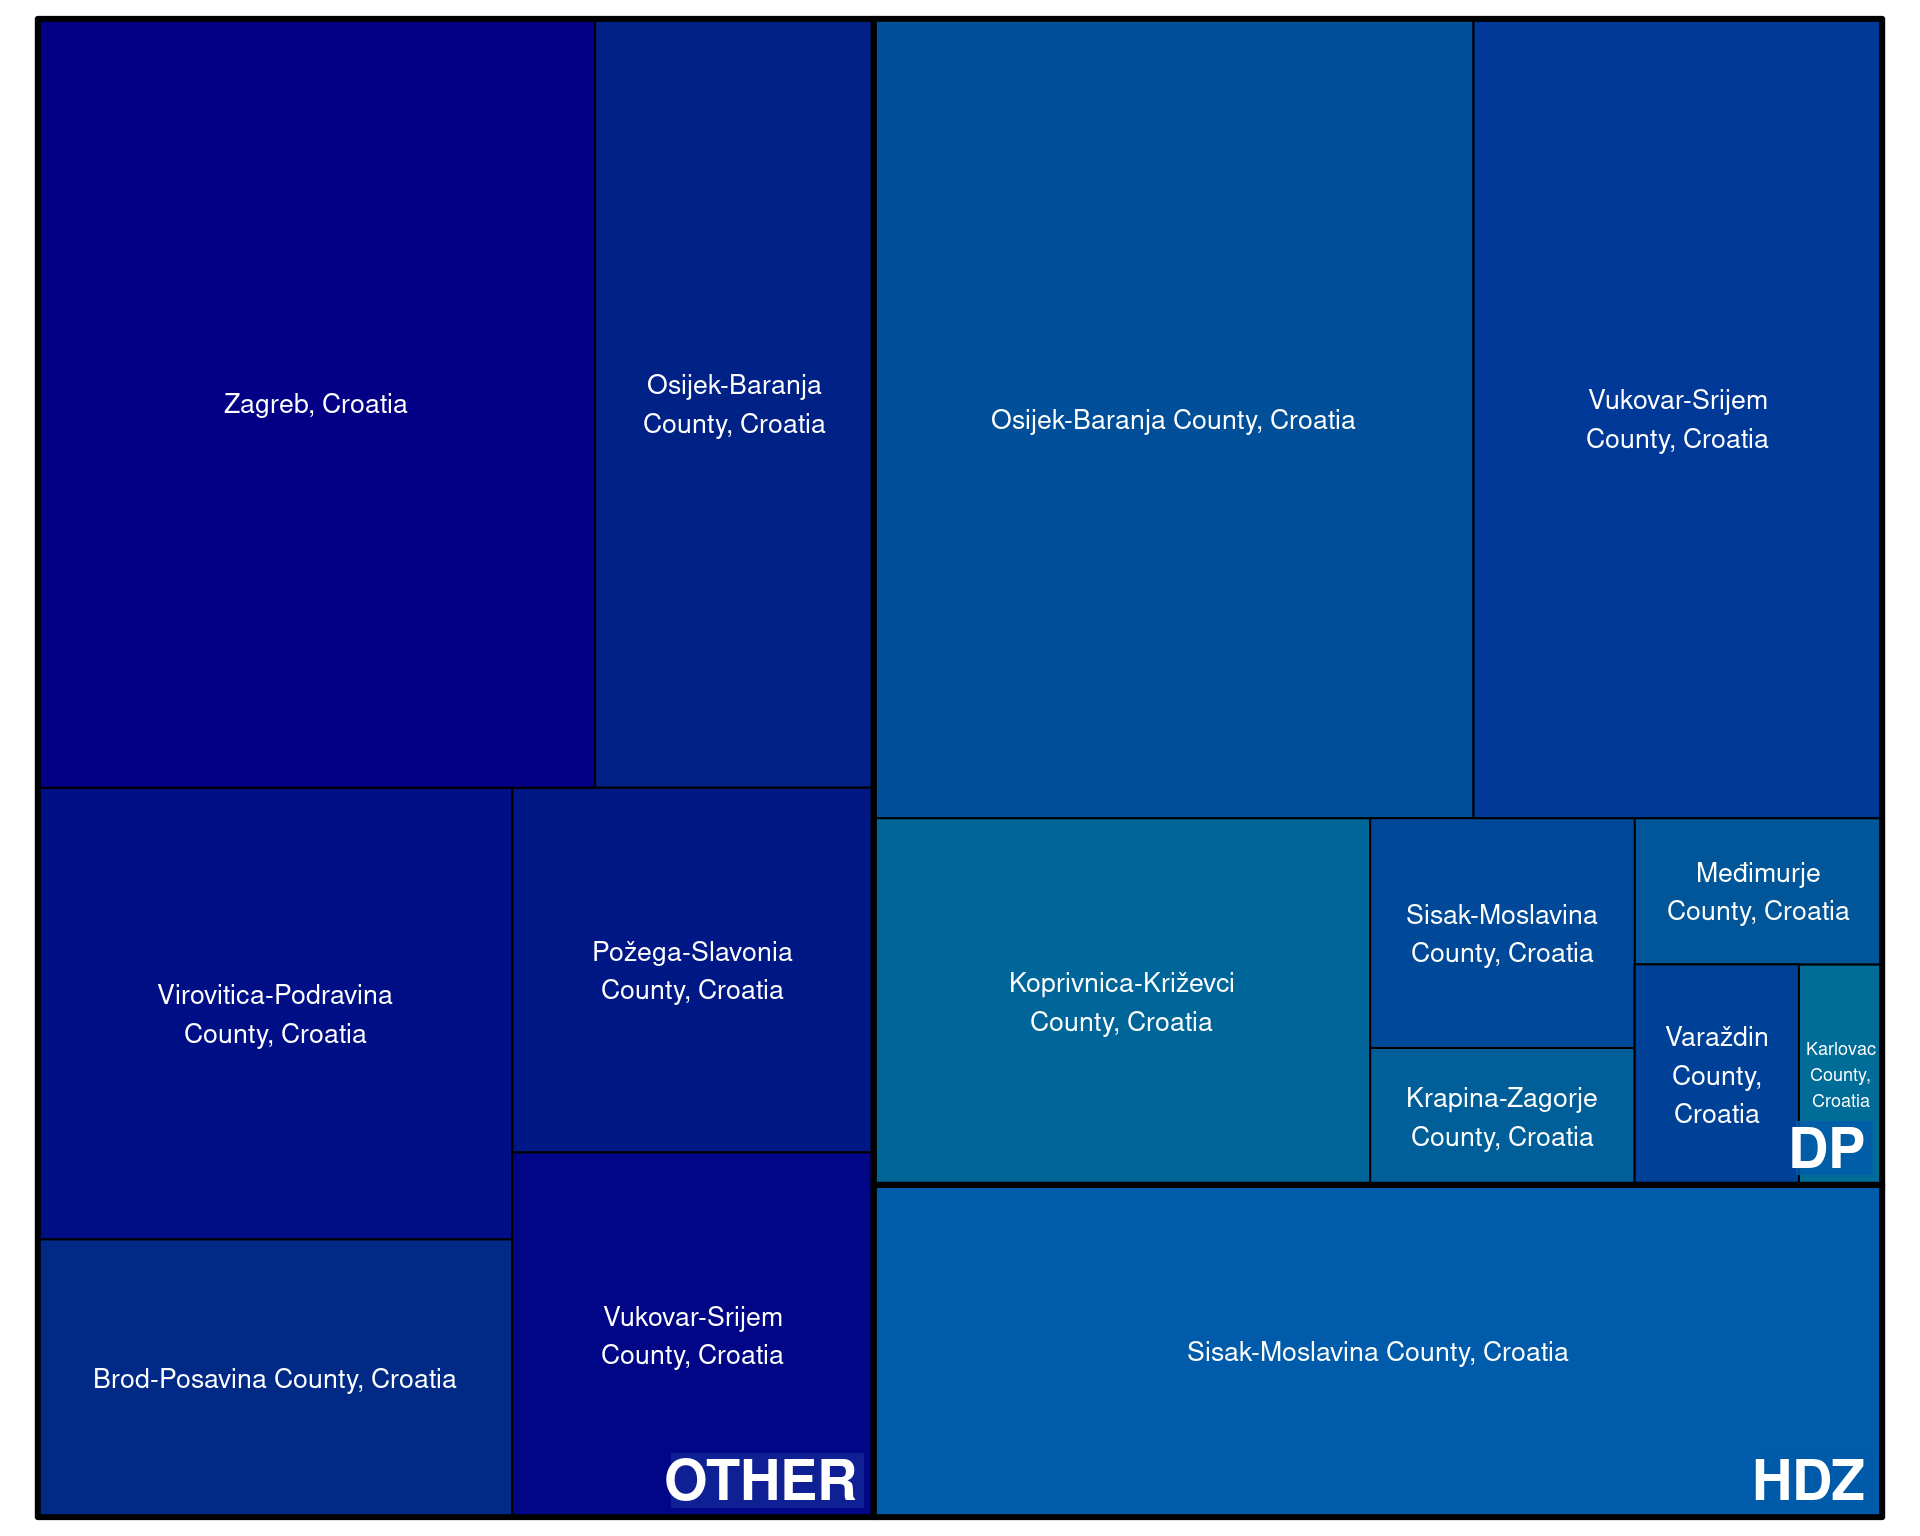 Zagreb, Croatia
Osijek-Baranja
County, Croatia
Virovitica-Podravina
County, Croatia
Požega-Slavonia
County, Croatia
Brod-Posavina County, Croatia
Vukovar-Srijem
County, Croatia
OTHER
Osijek-Baranja County, Croatia
Vukovar-Srijem
County, Croatia
Koprivnica-Križevci
County, Croatia
Sisak-Moslavina
County, Croatia
Krapina-Zagorje
County, Croatia
Međimurje
County, Croatia
Varaždin
County,
Croatia
Karlovac
County,
Croatia
DP
Sisak-Moslavina County, Croatia
HDZ